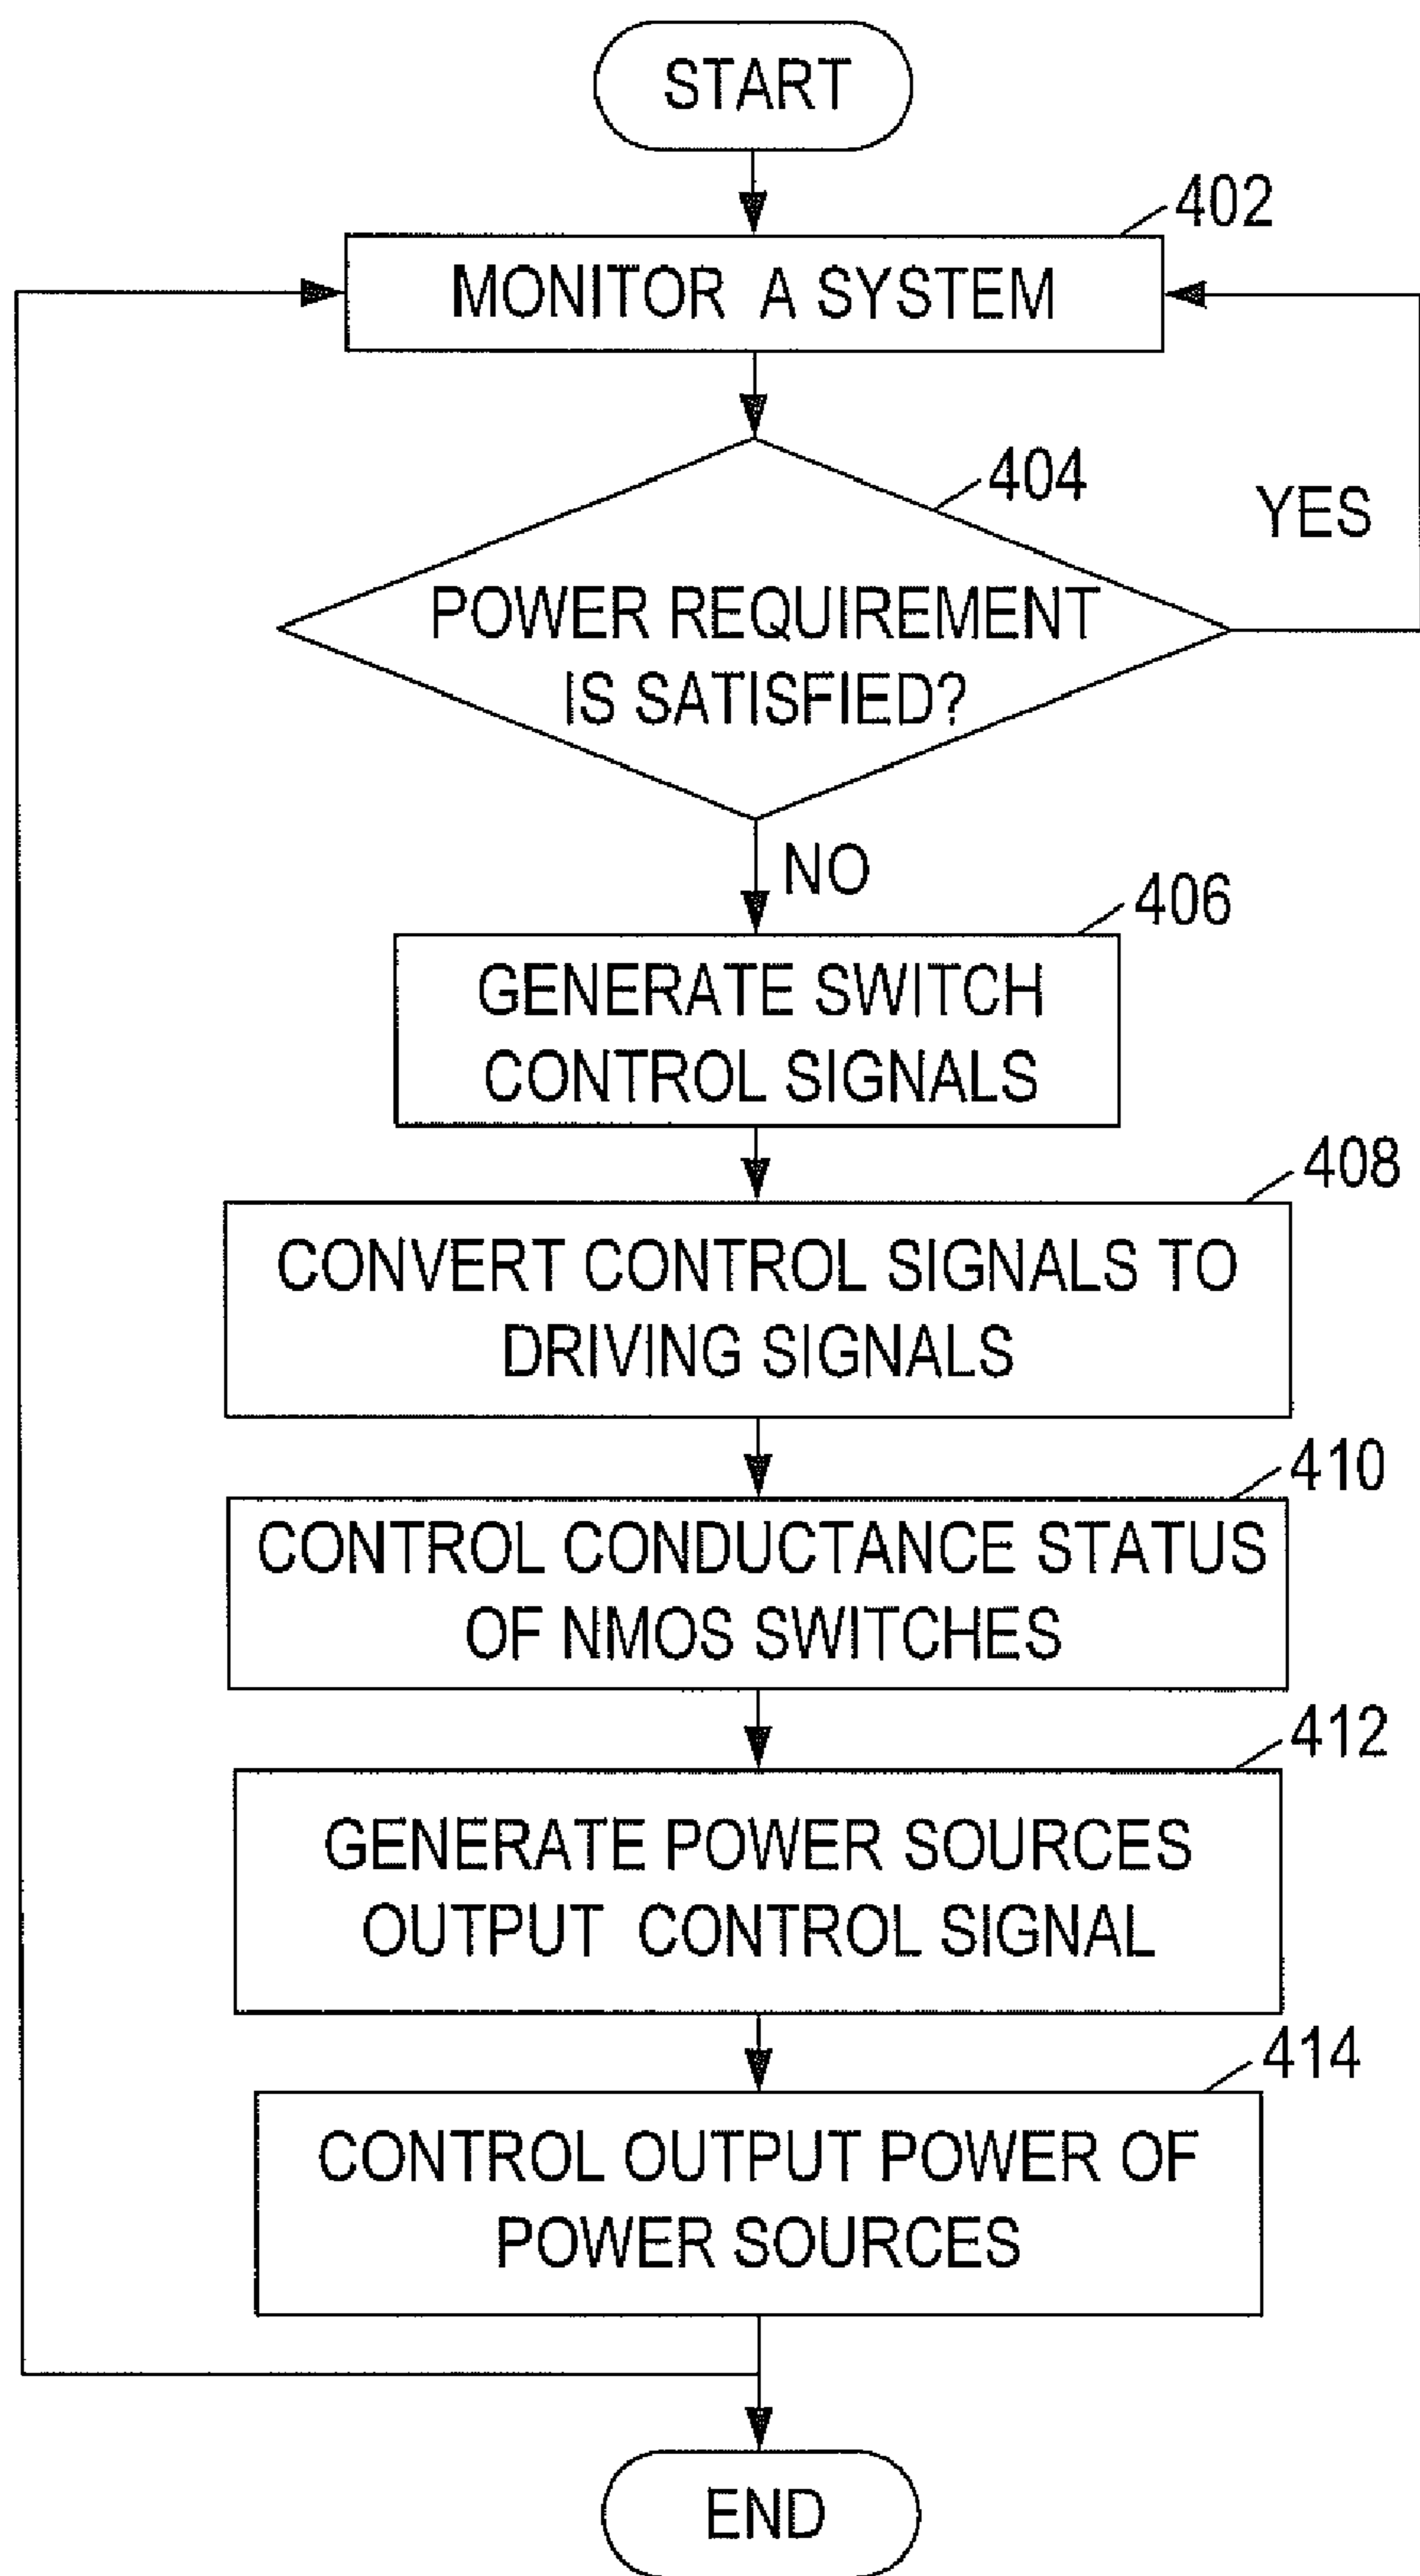 START
402
MONITOR A SYSTEM
404
YES
POWER REQUIREMENT
IS SATISFIED?
NO
406
GENERATE SWITCH
CONTROL SIGNALS
408
CONVERT CONTROL SIGNALS TO
DRIVING SIGNALS
410
CONTROL CONDUCTANCE STATUS
OF NMOS SWITCHES
412
GENERATE POWER SOURCES
OUTPUT CONTROL SIGNAL
414
CONTROL OUTPUT POWER OF
POWER SOURCES
END